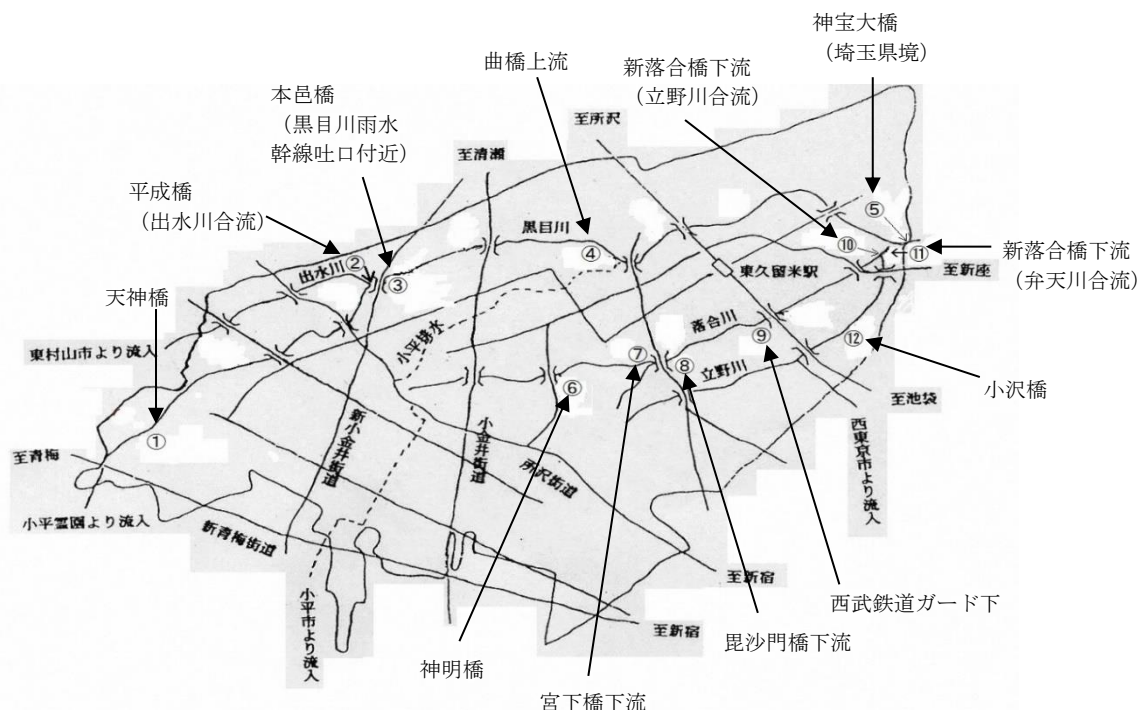 神宝大橋
（埼玉県境）
曲橋上流
新落合橋下流
（立野川合流）
本邑橋
（黒目川雨水
幹線吐口付近）
至所沢
至清瀬
平成橋
（出水川合流）
⑤
黒目川
④
⑩
⑪
新落合橋下流
（弁天川合流）
出水川
②
③
東久留米駅
至新座
天神橋
小平排水
落合川
⑨
⑫
東村山市より流入
⑦
⑧
立野川
小沢橋
⑥
至池袋
①
新小金井街道
小金井街道
所沢街道
西東京市より流入
至青梅
小平霊園より流入
新青梅街道
至新宿
小平市より流入
西武鉄道ガード下
至新宿
毘沙門橋下流
神明橋
宮下橋下流